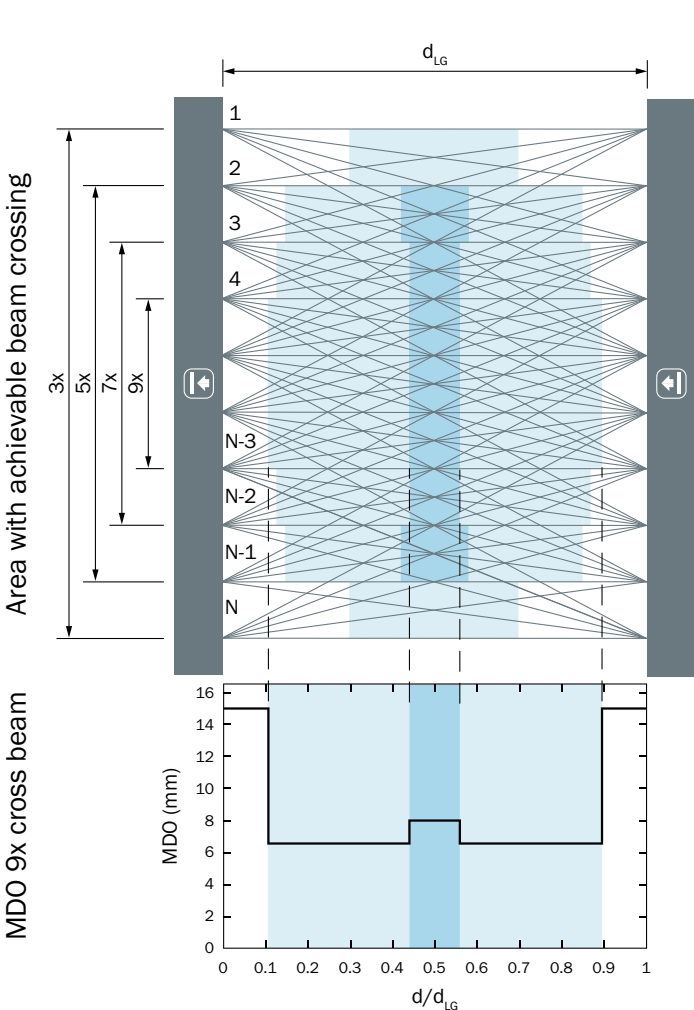 d_LG
Area with achievable beam crossing
3x
5x
7x
9x
1
2
3
4
N-3
N-2
N-1
N
MDO 9x cross beam
MDO (mm)
16
14
12
10
8
6
4
2
0
0 0.1 0.2 0.3 0.4 0.5 0.6 0.7 0.8 0.9 1
d/d_LG